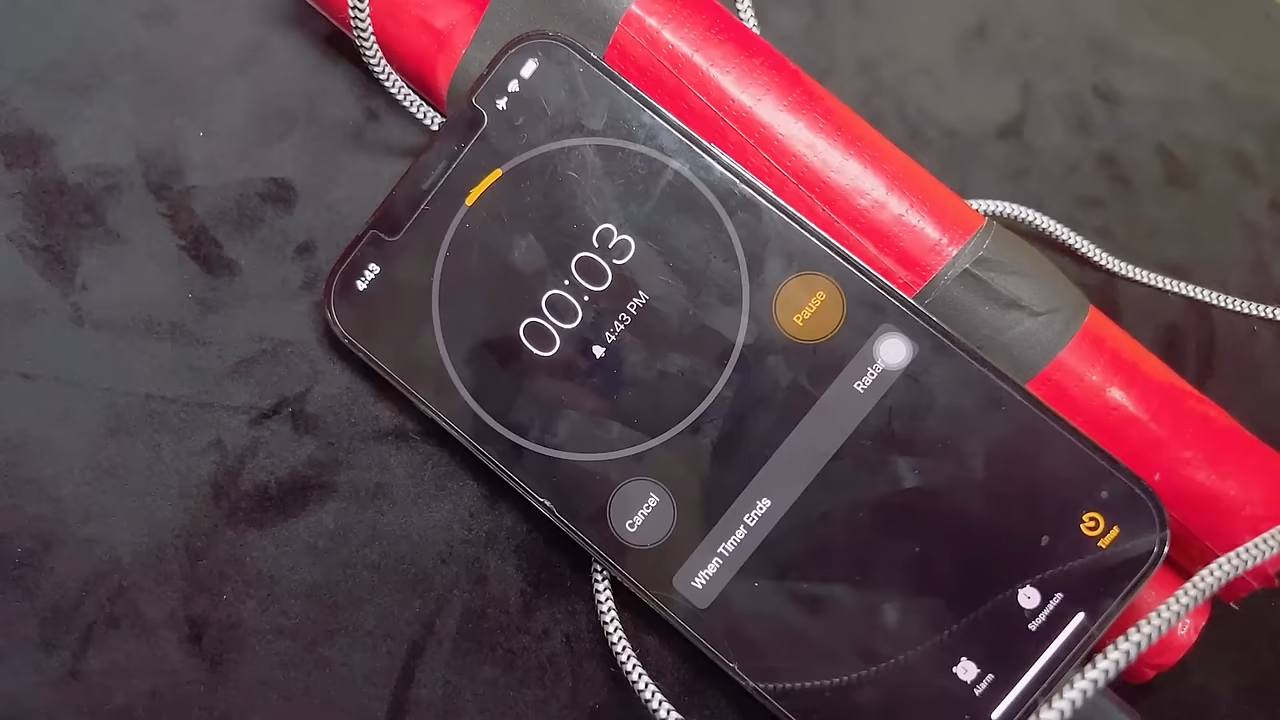 4:43
00:03
4:43 PM
Cancel
Pause
When Timer Ends
Radar
Alarm
Stopwatch
Timer